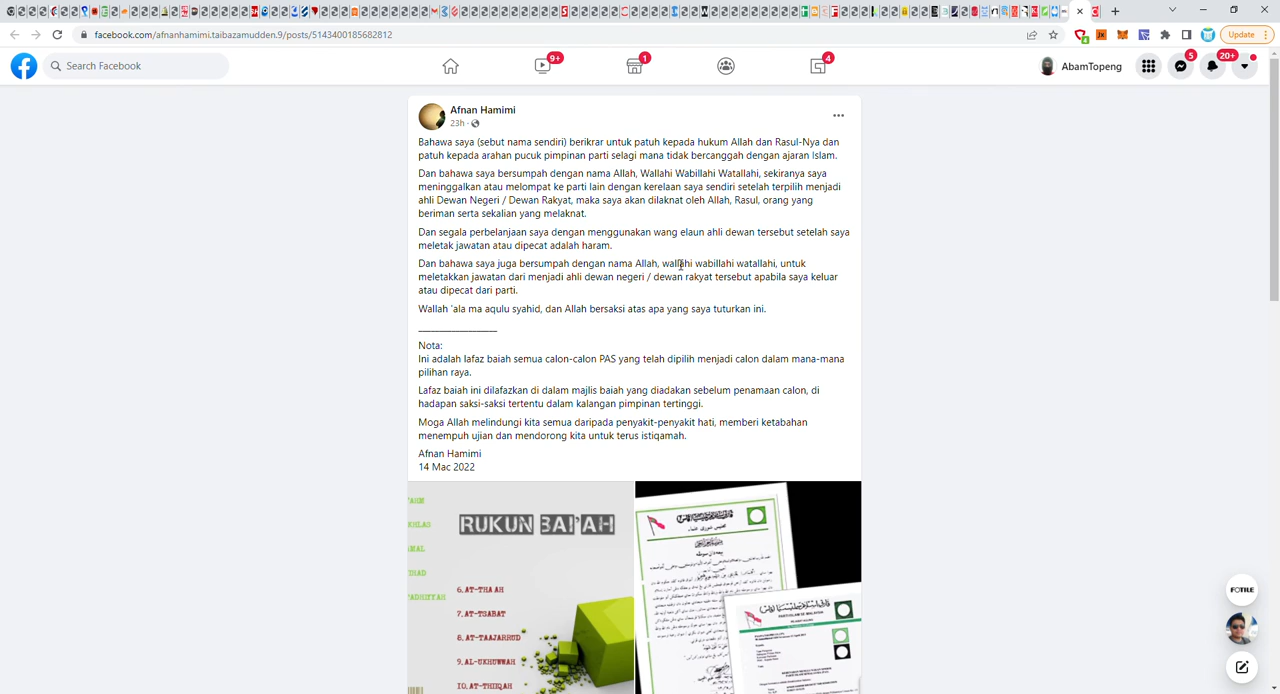 facebook.com/afnanhamimi.taibazamudden.9/posts/5143400185682812
Update
Search Facebook
9+
1
4
AbamTopeng
5
20+
Afnan Hamimi
23h ·
Bahawa saya (sebut nama sendiri) berikrar untuk patuh kepada hukum Allah dan Rasul-Nya dan
patuh kepada arahan pucuk pimpinan parti selagi mana tidak bercanggah dengan ajaran Islam.
Dan bahawa saya bersumpah dengan nama Allah, Wallahi Wabillahi Watallahi, sekiranya saya
meninggalkan atau melompat ke parti lain dengan kerelaan saya sendiri setelah terpilih menjadi
ahli Dewan Negeri / Dewan Rakyat, maka saya akan dilaknat oleh Allah, Rasul, orang yang
beriman serta sekalian yang melaknat.
Dan segala perbelanjaan saya dengan menggunakan wang elaun ahli dewan tersebut setelah saya
meletak jawatan atau dipecat adalah haram.
Dan bahawa saya juga bersumpah dengan nama Allah, wallahi wabillahi watallahi, untuk
meletakkan jawatan dari menjadi ahli dewan negeri / dewan rakyat tersebut apabila saya keluar
atau dipecat dari parti.
Wallah 'ala ma aqulu syahid, dan Allah bersaksi atas apa yang saya tuturkan ini.
Nota:
Ini adalah lafaz baiah semua calon-calon PAS yang telah dipilih menjadi calon dalam mana-mana
pilihan raya.
Lafaz baiah ini dilafazkan di dalam majlis baiah yang diadakan sebelum penamaan calon, di
hadapan saksi-saksi tertentu dalam kalangan pimpinan tertinggi.
Moga Allah melindungi kita semua daripada penyakit-penyakit hati, memberi ketabahan
menempuh ujian dan mendorong kita untuk terus istiqamah.
Afnan Hamimi
14 Mac 2022
RUKUN BAI'AH
6. AT-THAAH
7. AT-TSABAT
8. AT-TAAJARRUD
9. AL-UKHUWWAH
10. AT-THIIQAH
FOTILE